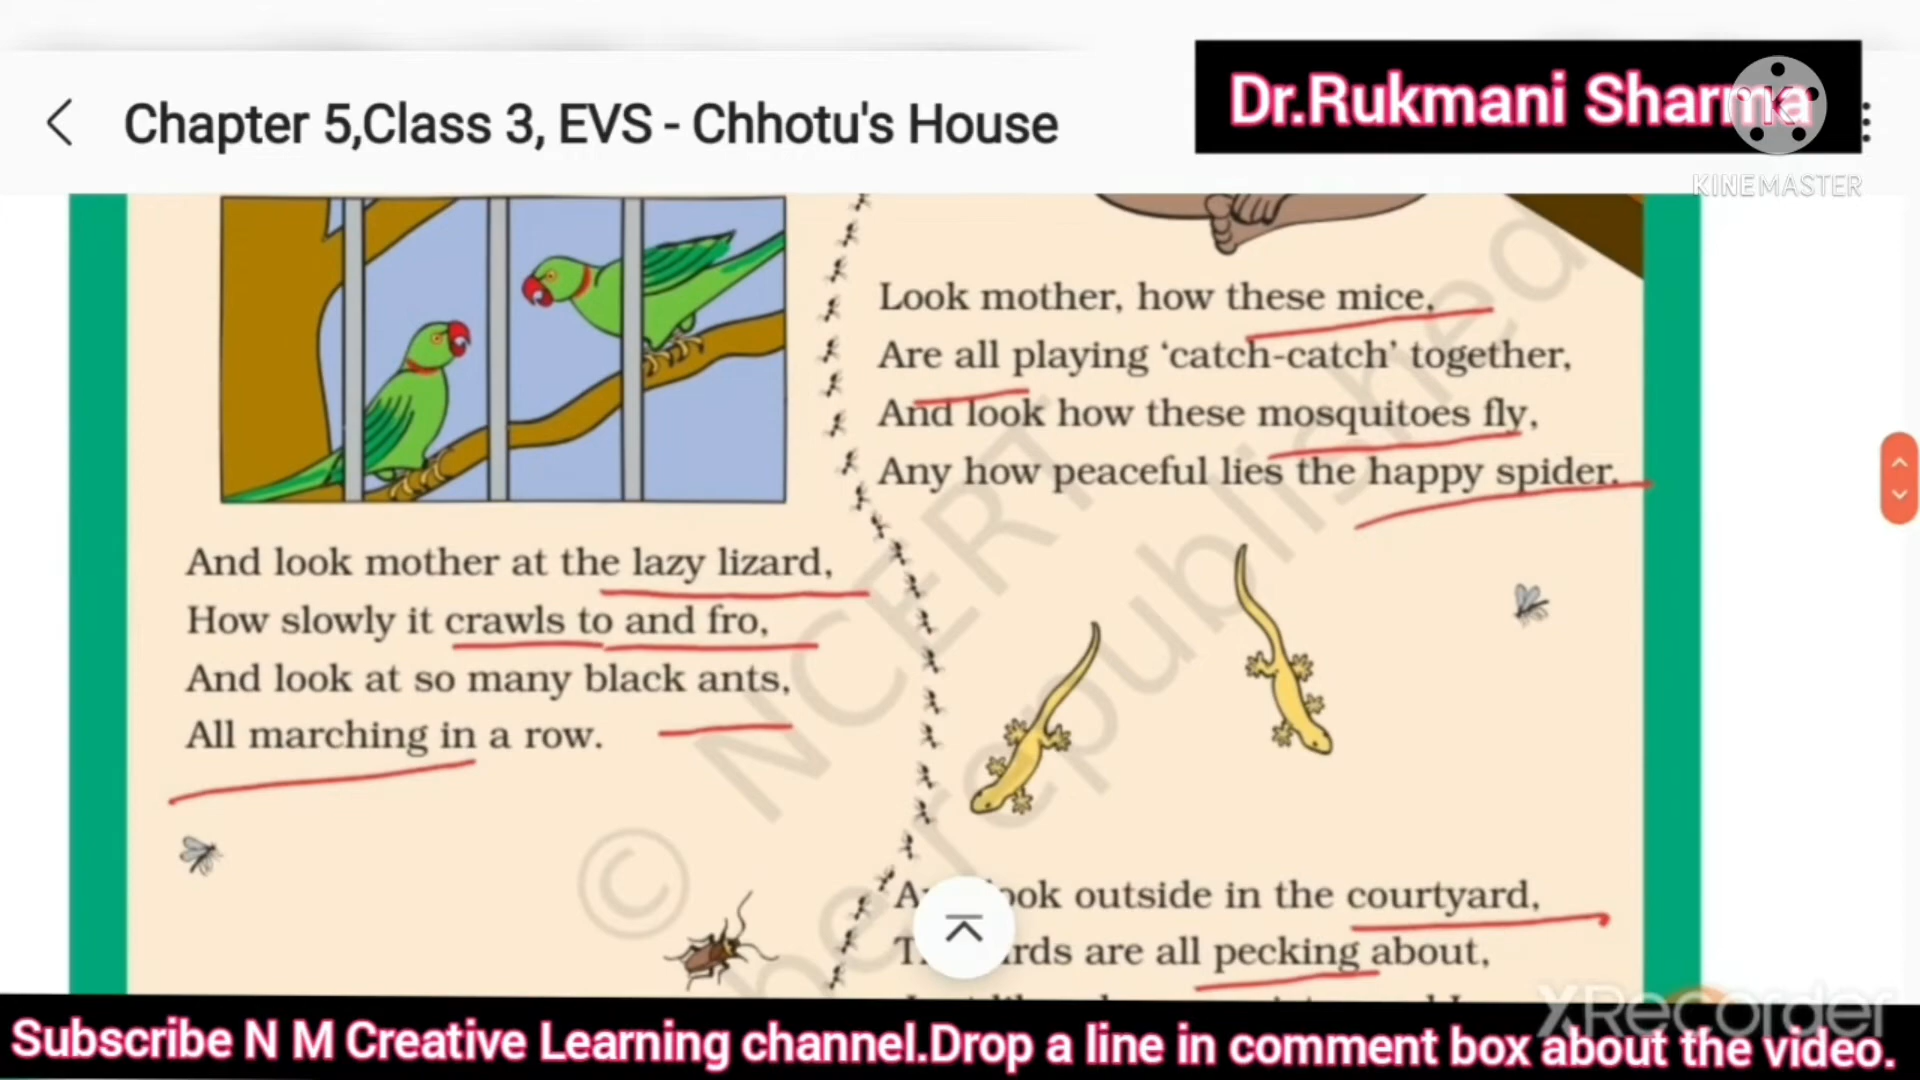 Dr.Rukmani Sharma
Chapter 5,Class 3, EVS - Chhotu's House
KINEMASTER
And look mother at the lazy lizard,
How slowly it crawls to and fro,
And look at so many black ants,
All marching in a row.
Look mother, how these mice,
Are all playing ‘catch-catch’ together,
And look how these mosquitoes fly,
Any how peaceful lies the happy spider.
outside in the courtyard,
are all pecking about,
© NCERT
republished
XRecorder
Subscribe N M Creative Learning channel.Drop a line in comment box about the video.